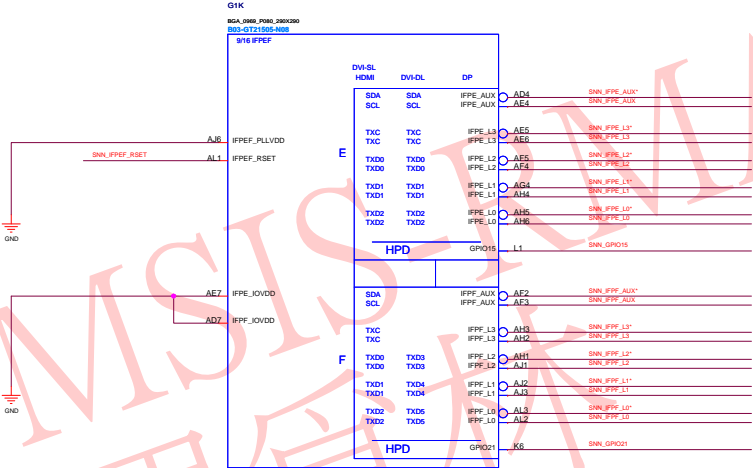 G1K
BGA_0969_P080_290X290
B03-GT21505-N08
9/16 IFPEF
DVI-SL
HDMI DVI-DL DP
SDA SDA IFPE_AUX AD4 SNN_IFPE_AUX*
SCL SCL IFPE_AUX AE4 SNN_IFPE_AUX
TXC TXC IFPE_L3 AE5 SNN_IFPE_L3*
TXC TXC IFPE_L3 AE6 SNN_IFPE_L3
AJ6 IFPEF_PLLVDD
SNN_IFPEF_RSET AL1 IFPEF_RSET
E
TXD0 TXD0 IFPE_L2 AF5 SNN_IFPE_L2*
TXD0 TXD0 IFPE_L2 AF4 SNN_IFPE_L2
TXD1 TXD1 IFPE_L1 AG4 SNN_IFPE_L1*
TXD1 TXD1 IFPE_L1 AH4 SNN_IFPE_L1
TXD2 TXD2 IFPE_L0 AH5 SNN_IFPE_L0*
TXD2 TXD2 IFPE_L0 AH6 SNN_IFPE_L0
GND
HPD GPIO15 L1 SNN_GPIO15
AE7 IFPE_IOVDD
AD7 IFPF_IOVDD
SDA IFPF_AUX AF2 SNN_IFPF_AUX*
SCL IFPF_AUX AF3 SNN_IFPF_AUX
TXC IFPF_L3 AH3 SNN_IFPF_L3*
TXC IFPF_L3 AH2 SNN_IFPF_L3
F
TXD0 TXD3 IFPF_L2 AH1 SNN_IFPF_L2*
TXD0 TXD3 IFPF_L2 AJ1 SNN_IFPF_L2
TXD1 TXD4 IFPF_L1 AJ2 SNN_IFPF_L1*
TXD1 TXD4 IFPF_L1 AJ3 SNN_IFPF_L1
TXD2 TXD5 IFPF_L0 AL3 SNN_IFPF_L0*
TXD2 TXD5 IFPF_L0 AL2 SNN_IFPF_L0
GND
HPD GPIO21 K6 SNN_GPIO21
MSIS-RMA